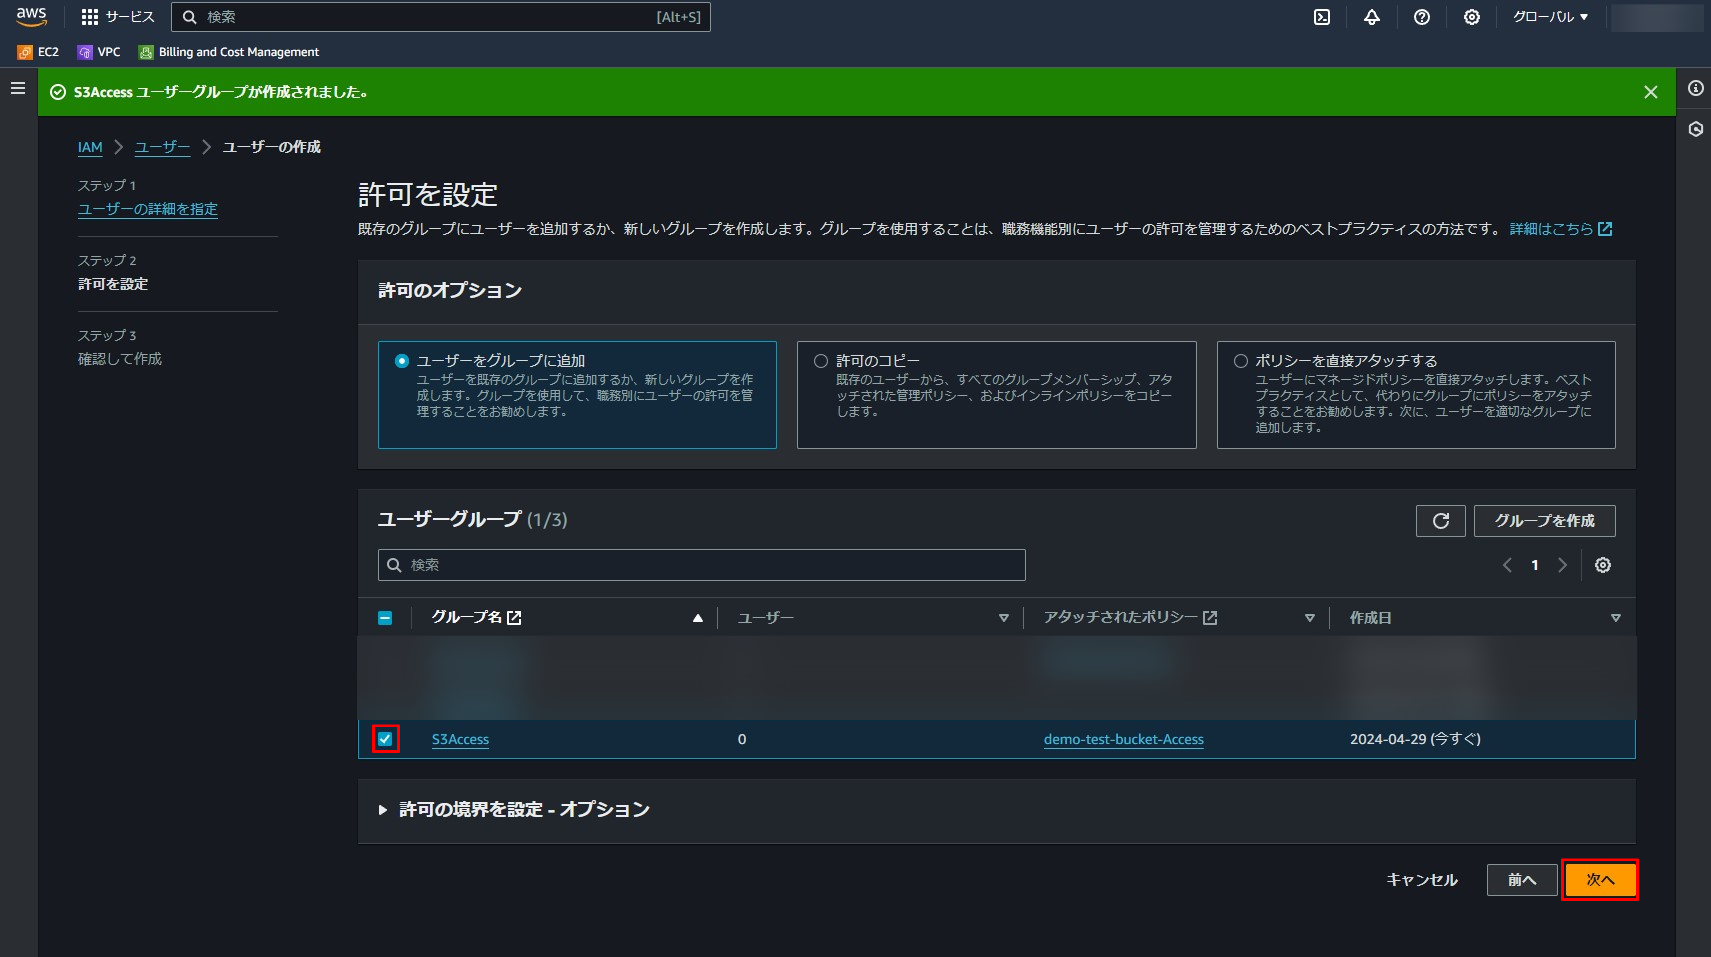 aws
サービス
検索
[Alt+S]
グローバル ▼
EC2
VPC
Billing and Cost Management
S3Access ユーザーグループが作成されました。
IAM > ユーザー > ユーザーの作成
ステップ 1
ユーザーの詳細を指定
ステップ 2
許可を設定
ステップ 3
確認して作成
許可を設定
既存のグループにユーザーを追加するか、新しいグループを作成します。グループを使用することは、職務機能別にユーザーの許可を管理するためのベストプラクティスの方法です。 詳細はこちら
許可のオプション
ユーザーをグループに追加
ユーザーを既存のグループに追加するか、新しいグループを作
成します。グループを使用して、職務別にユーザーの許可を管
理することをお勧めします。
許可のコピー
既存のユーザーから、すべてのグループメンバーシップ、アタ
ッチされた管理ポリシー、およびインラインポリシーをコピー
します。
ポリシーを直接アタッチする
ユーザーにマネージドポリシーを直接アタッチします。ベスト
プラクティスとして、代わりにグループにポリシーをアタッチ
することをお勧めします。次に、ユーザーを適切なグループに
追加します。
ユーザーグループ (1/3)
グループを作成
検索
1
グループ名
ユーザー
アタッチされたポリシー
作成日
S3Access
0
demo-test-bucket-Access
2024-04-29 (今すぐ)
許可の境界を設定 - オプション
キャンセル
前へ
次へ